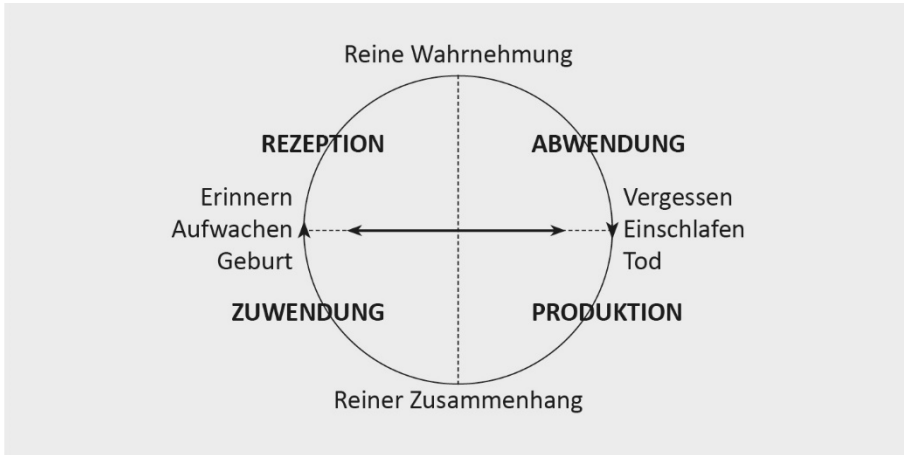 Reine Wahrnehmung
REZEPTION
ABWENDUNG
Erinnern
Aufwachen
Geburt
Vergessen
Einschlafen
Tod
ZUWENDUNG
PRODUKTION
Reiner Zusammenhang